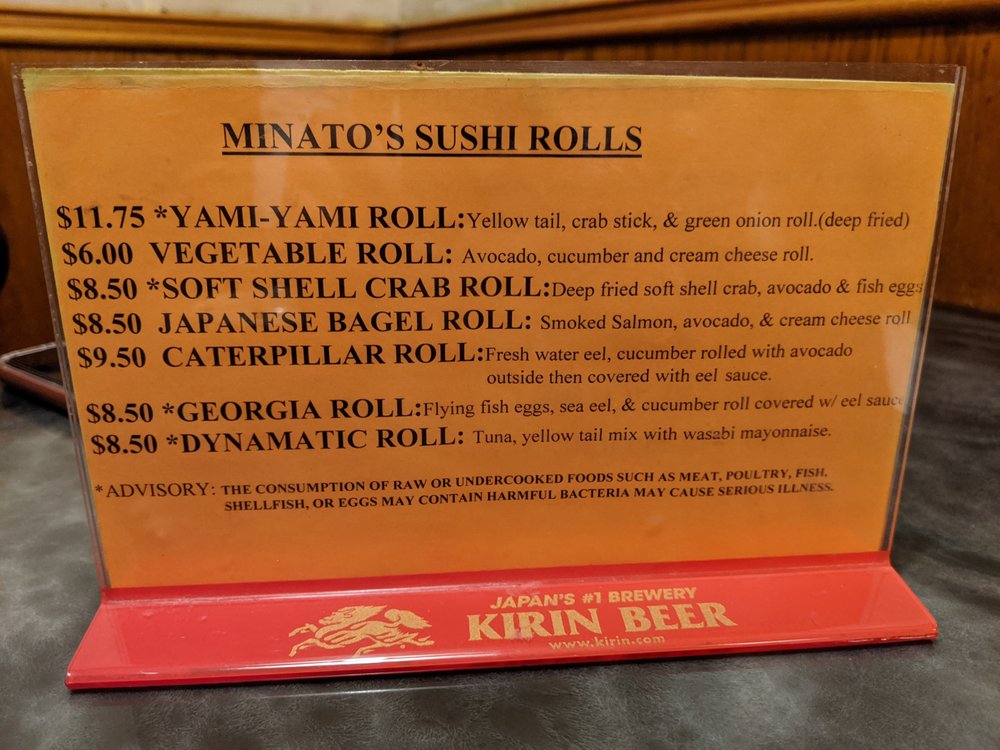 MINATO'S SUSHI ROLLS
$11.75 *YAMI-YAMI ROLL:Yellow tail, crab stick, & green onion roll.(deep fried)
$6.00 VEGETABLE ROLL: Avocado, cucumber and cream cheese roll.
$8.50 *SOFT SHELL CRAB ROLL:Deep fried soft shell crab, avocado & fish eggs
$8.50 JAPANESE BAGEL ROLL: Smoked Salmon, avocado, & cream cheese roll
$9.50 CATERPILLAR ROLL:Fresh water eel, cucumber rolled with avocado
outside then covered with eel sauce.
$8.50 *GEORGIA ROLL:Flying fish eggs, sea eel, & cucumber roll covered w/ eel sauce
$8.50 *DYNAMATIC ROLL: Tuna, yellow tail mix with wasabi mayonnaise.
*ADVISORY: THE CONSUMPTION OF RAW OR UNDERCOOKED FOODS SUCH AS MEAT, POULTRY, FISH,
SHELLFISH, OR EGGS MAY CONTAIN HARMFUL BACTERIA MAY CAUSE SERIOUS ILLNESS.
JAPAN'S #1 BREWERY
KIRIN BEER
www.kirin.com